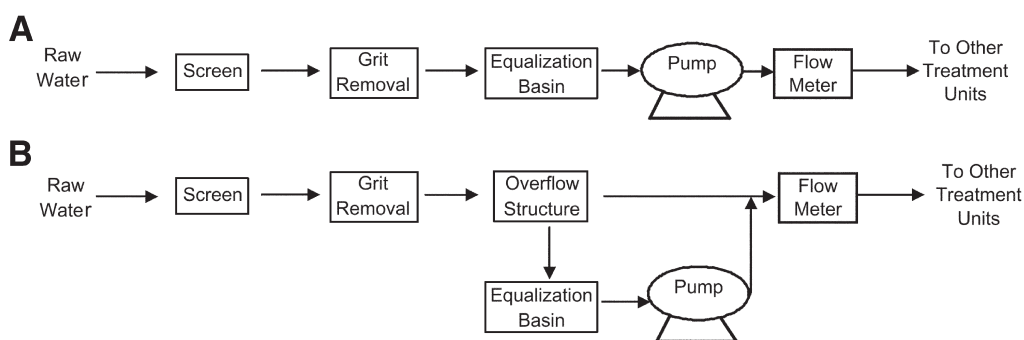 A
Raw
Water
Screen
Grit
Removal
Equalization
Basin
Pump
Flow
Meter
To Other
Treatment
Units
B
Raw
Water
Screen
Grit
Removal
Overflow
Structure
Flow
Meter
To Other
Treatment
Units
Equalization
Basin
Pump